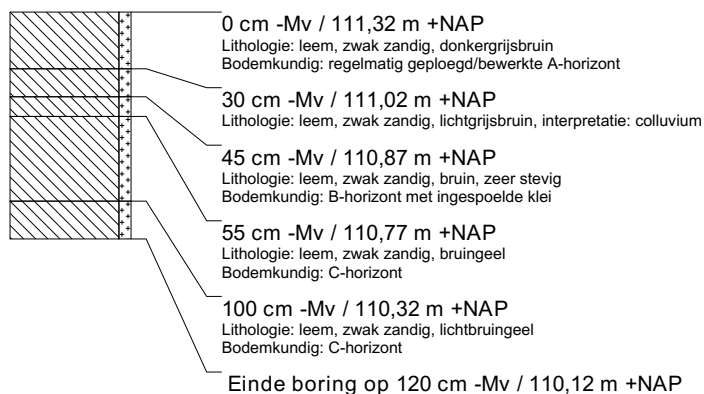 0 cm -Mv / 111,32 m +NAP
Lithologie: leem, zwak zandig, donkergrijsbruin
Bodemkundig: regelmatig geploegd/bewerkte A-horizont
30 cm -Mv / 111,02 m +NAP
Lithologie: leem, zwak zandig, lichtgrijsbruin, interpretatie: colluvium
45 cm -Mv / 110,87 m +NAP
Lithologie: leem, zwak zandig, bruin, zeer stevig
Bodemkundig: B-horizont met ingespoelde klei
55 cm -Mv / 110,77 m +NAP
Lithologie: leem, zwak zandig, bruingeel
Bodemkundig: C-horizont
100 cm -Mv / 110,32 m +NAP
Lithologie: leem, zwak zandig, lichtbruingeel
Bodemkundig: C-horizont
Einde boring op 120 cm -Mv / 110,12 m +NAP